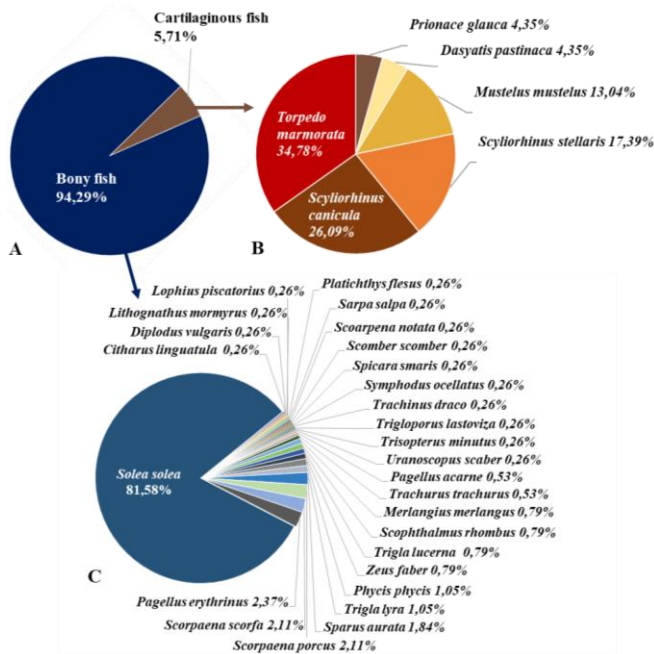 Cartilaginous fish
5,71%
Bony fish
94,29%
A
Prionace glauca 4,35%
Dasyatis pastinaca 4,35%
Mustelus mustelus 13,04%
Scyliorhinus stellaris 17,39%
Torpedo
marmorata
34,78%
Scyliorhinus
canicula
26,09%
B
Lophius piscatorius 0,26%
Lithognathus mormyrus 0,26%
Diplodus vulgaris 0,26%
Citharus linguatula 0,26%
Platichthys flesus 0,26%
Sarpa salpa 0,26%
Scoarpena notata 0,26%
Scomber scomber 0,26%
Spicara smaris 0,26%
Symphodus ocellatus 0,26%
Trachinus draco 0,26%
Trigloporus lastoviza 0,26%
Trisopterus minutus 0,26%
Uranoscopus scaber 0,26%
Pagellus acarne 0,53%
Trachurus trachurus 0,53%
Merlangius merlangus 0,79%
Scophthalmus rhombus 0,79%
Trigla lucerna 0,79%
Zeus faber 0,79%
Phycis phycis 1,05%
Trigla lyra 1,05%
Sparus aurata 1,84%
Solea solea
81,58%
C
Pagellus erythrinus 2,37%
Scorpaena scorfa 2,11%
Scorpaena porcus 2,11%